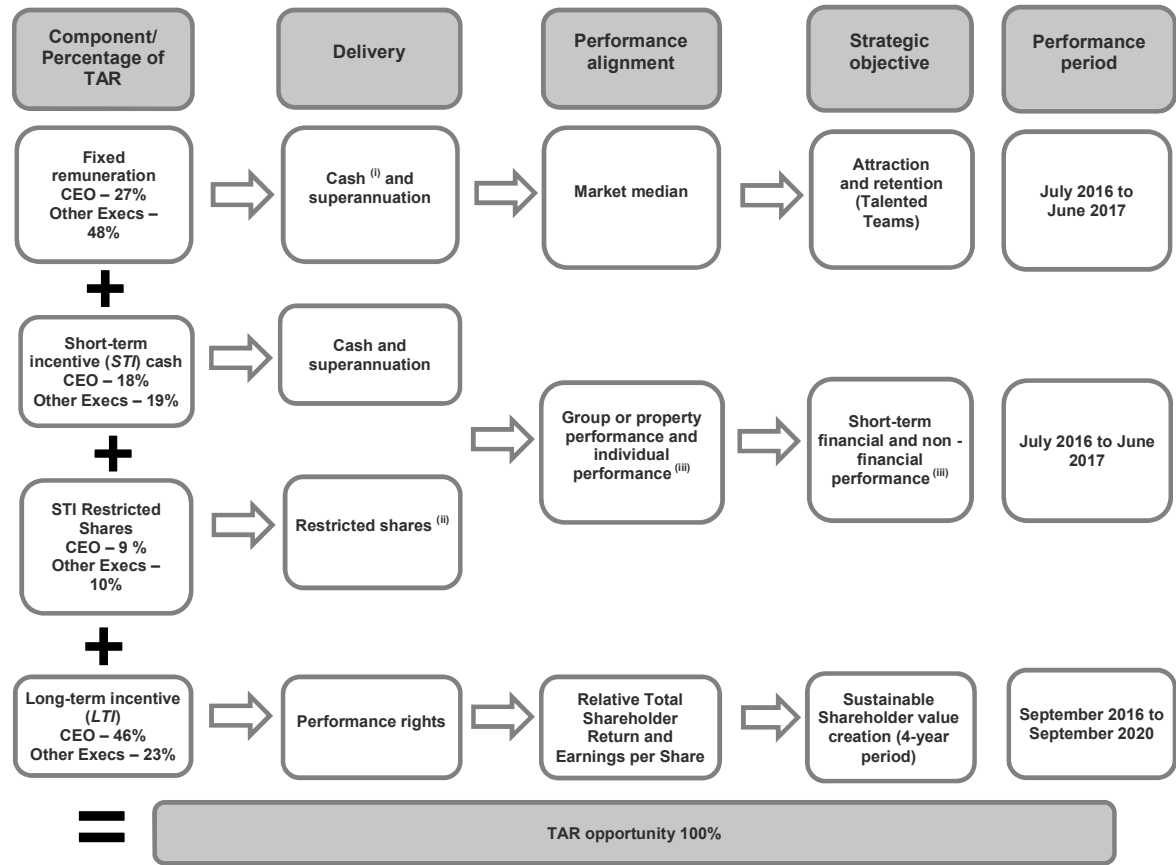 Component/
Percentage of
TAR
Delivery
Performance
alignment
Strategic
objective
Performance
period
Fixed
remuneration
CEO – 27%
Other Execs –
48%
Cash (i) and
superannuation
Market median
Attraction
and retention
(Talented
Teams)
July 2016 to
June 2017
+
Short-term
incentive (STI) cash
CEO – 18%
Other Execs – 19%
Cash and
superannuation
Group or property
performance and
individual
performance (iii)
Short-term
financial and non -
financial
performance (iii)
July 2016 to June
2017
+
STI Restricted
Shares
CEO – 9 %
Other Execs –
10%
Restricted shares (ii)
+
Long-term incentive
(LTI)
CEO – 46%
Other Execs – 23%
Performance rights
Relative Total
Shareholder
Return and
Earnings per Share
Sustainable
Shareholder value
creation (4-year
period)
September 2016 to
September 2020
=
TAR opportunity 100%